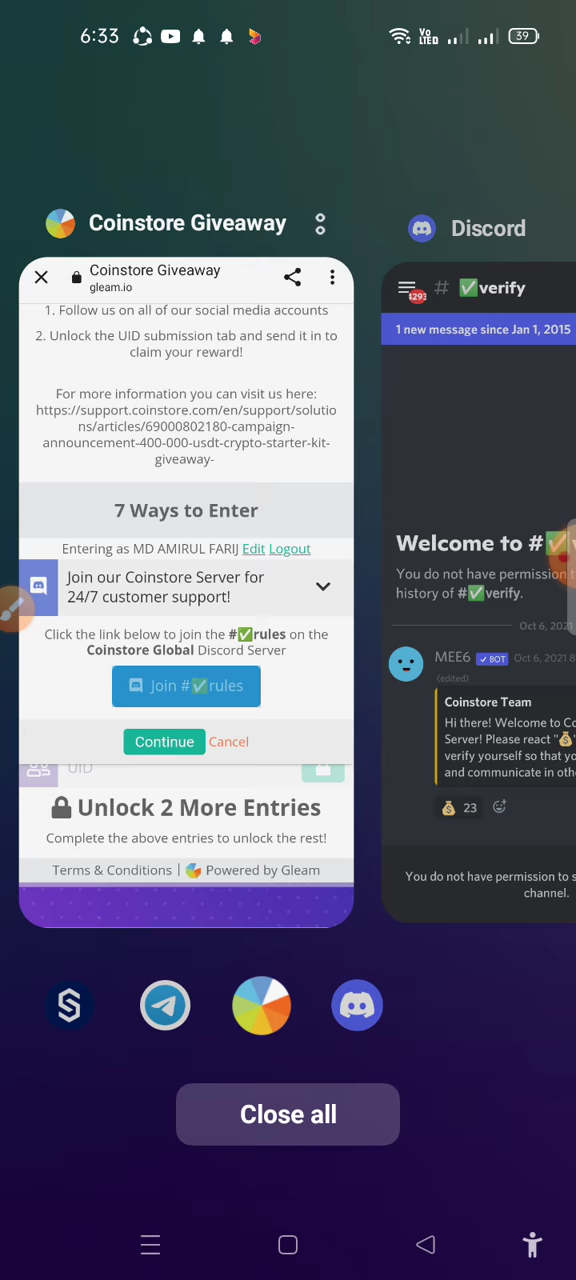 6:33
Vo
LTED
39
Coinstore Giveaway
Discord
Coinstore Giveaway
gleam.io
1. Follow us on all of our social media accounts
2. Unlock the UID submission tab and send it in to
claim your reward!
For more information you can visit us here:
https://support.coinstore.com/en/support/solutio
ns/articles/69000802180-campaign-
announcement-400-000-usdt-crypto-starter-kit-
giveaway-
7 Ways to Enter
Entering as MD AMIRUL FARIJ Edit Logout
Join our Coinstore Server for
24/7 customer support!
Click the link below to join the #✅rules on the
Coinstore Global Discord Server
Join #✅rules
Continue Cancel
UID
Unlock 2 More Entries
Complete the above entries to unlock the rest!
Terms & Conditions | Powered by Gleam
4293
# ✅verify
1 new message since Jan 1, 2015
Welcome to #✅
You do not have permission
history of #✅verify.
Oct 6, 2021
MEE6 ✓ BOT Oct 6, 2021 8
(edited)
Coinstore Team
Hi there! Welcome to Co
Server! Please react "💰"
verify yourself so that yo
and communicate in othe
💰 23
You do not have permission to s
channel.
Close all